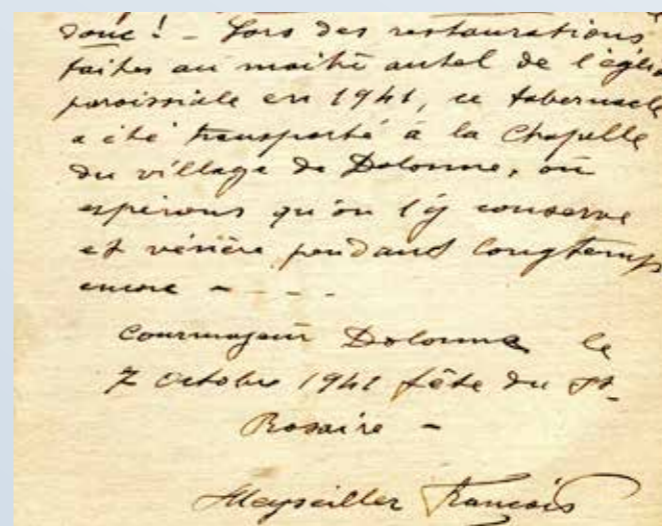 donc ! - Lors des restaurations
faites au maître autel de l'église
paroissiale en 1941, ce tabernacle
a été transporté à la Chapelle
du village de Dolonne, où
espérons qu'on l'y conserve
et vénère pendant longtemps
encore - - - -
Courmayeur Dolonne le
7 octobre 1941 fête du St
Rosaire -
Meyseiller François